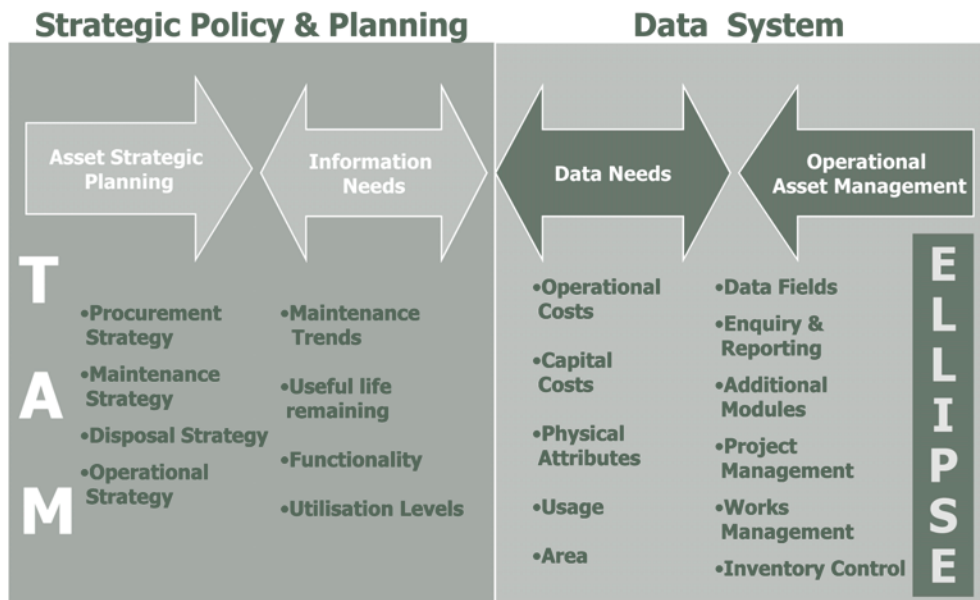 Strategic Policy & Planning
Data System
Asset Strategic
Planning
Information
Needs
Data Needs
Operational
Asset Management
TAM
•Procurement
Strategy
•Maintenance
Strategy
•Disposal Strategy
•Operational
Strategy
•Maintenance
Trends
•Useful life
remaining
•Functionality
•Utilisation Levels
•Operational
Costs
•Capital
Costs
•Physical
Attributes
•Usage
•Area
•Data Fields
•Enquiry &
Reporting
•Additional
Modules
•Project
Management
•Works
Management
•Inventory Control
ELLIPSE